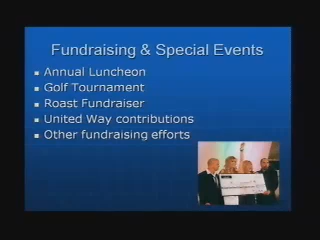 Fundraising & Special Events
Annual Luncheon
Golf Tournament
Roast Fundraiser
United Way contributions
Other fundraising efforts